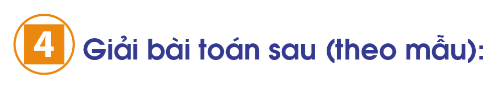 4 Giải bài toán sau (theo mẫu):